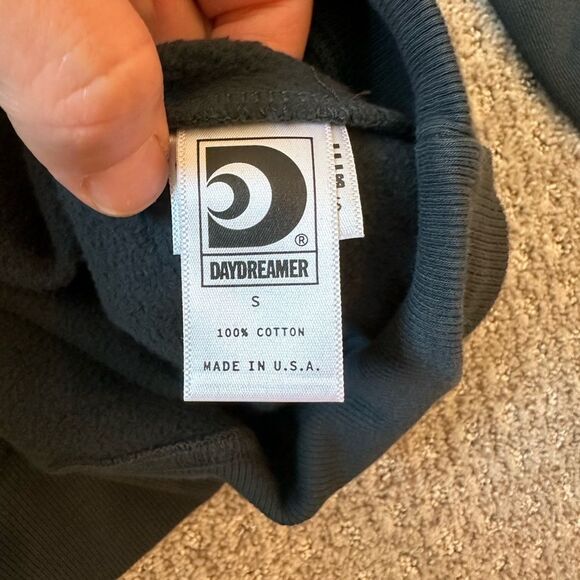 ®
DAYDREAMER
S
100% COTTON
MADE IN U.S.A.